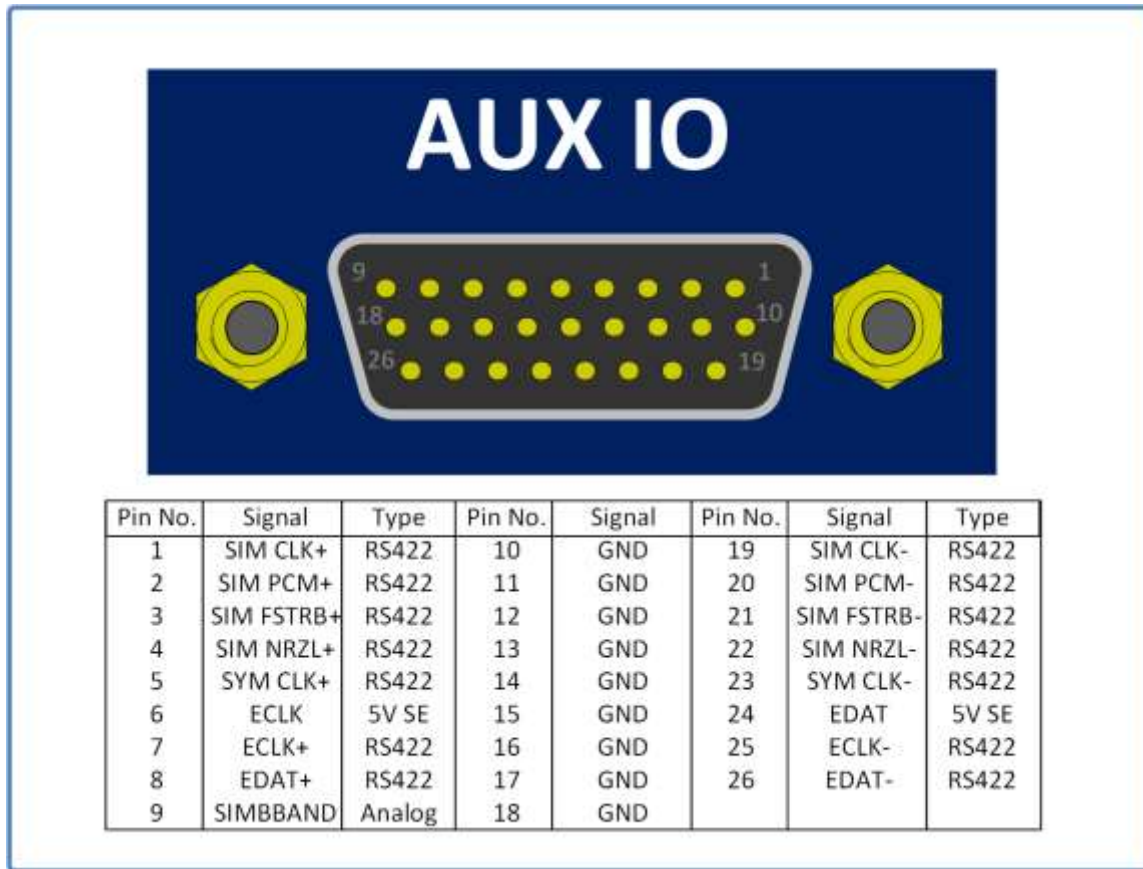 AUX IO
9 1
18 10
26 19
Pin No. Signal Type Pin No. Signal Pin No. Signal Type
1 SIM CLK+ RS422 10 GND 19 SIM CLK- RS422
2 SIM PCM+ RS422 11 GND 20 SIM PCM- RS422
3 SIM FSTRB+ RS422 12 GND 21 SIM FSTRB- RS422
4 SIM NRZL+ RS422 13 GND 22 SIM NRZL- RS422
5 SYM CLK+ RS422 14 GND 23 SYM CLK- RS422
6 ECLK 5V SE 15 GND 24 EDAT 5V SE
7 ECLK+ RS422 16 GND 25 ECLK- RS422
8 EDAT+ RS422 17 GND 26 EDAT- RS422
9 SIMBBAND Analog 18 GND